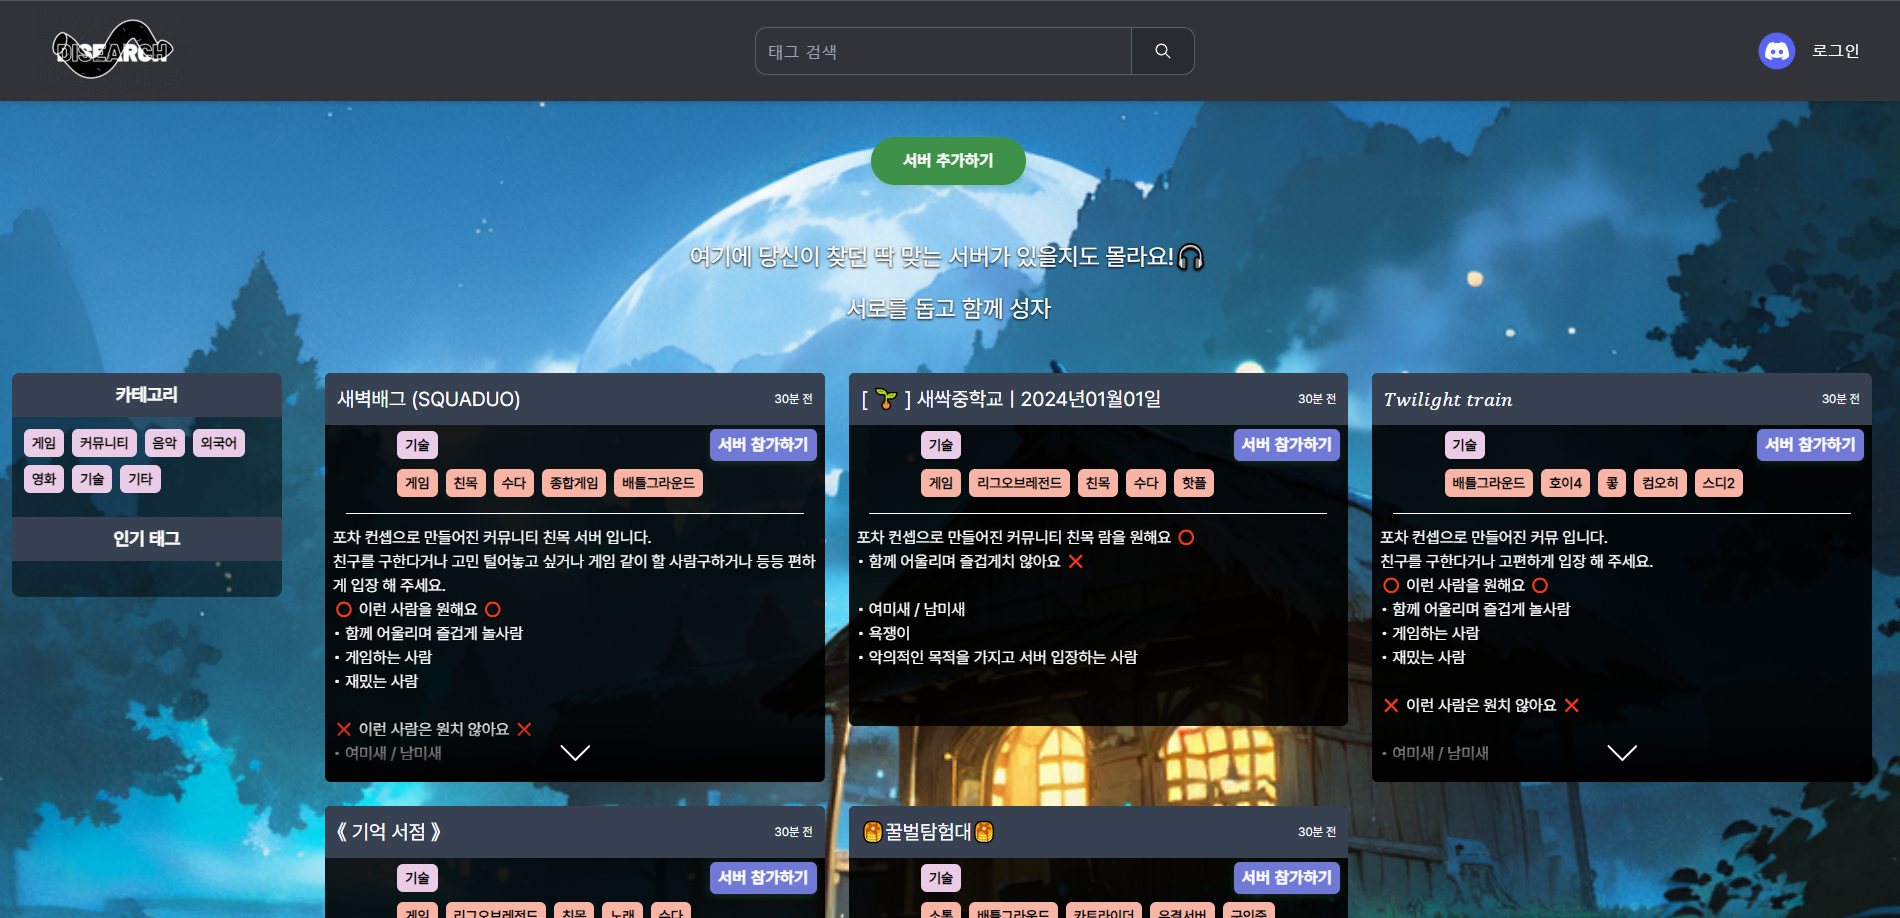 DISEARCH
태그 검색
로그인
서버 추가하기
여기에 당신이 찾던 딱 맞는 서버가 있을지도 몰라요!🎧
서로를 돕고 함께 성자
카테고리
게임 커뮤니티 음악 외국어
영화 기술 기타
인기 태그
새벽배그 (SQUADUO) 30분 전
기술 서버 참가하기
게임 친목 수다 종합게임 배틀그라운드
포차 컨셉으로 만들어진 커뮤니티 친목 서버 입니다.
친구를 구한다거나 고민 털어놓고 싶거나 게임 같이 할 사람구하거나 등등 편하
게 입장 해 주세요.
⭕ 이런 사람을 원해요 ⭕
• 함께 어울리며 즐겁게 놀사람
• 게임하는 사람
• 재밌는 사람
❌ 이런 사람은 원치 않아요 ❌
• 여미새 / 남미새
[ 🌱 ] 새싹중학교 | 2024년01월01일 30분 전
기술 서버 참가하기
게임 리그오브레전드 친목 수다 핫플
포차 컨셉으로 만들어진 커뮤니티 친목 람을 원해요 ⭕
• 함께 어울리며 즐겁게치 않아요 ❌
• 여미새 / 남미새
• 욕쟁이
• 악의적인 목적을 가지고 서버 입장하는 사람
Twilight train 30분 전
기술 서버 참가하기
배틀그라운드 호이4 롷 컴오히 스디2
포차 컨셉으로 만들어진 커뮤 입니다.
친구를 구한다거나 고편하게 입장 해 주세요.
⭕ 이런 사람을 원해요 ⭕
• 함께 어울리며 즐겁게 놀사람
• 게임하는 사람
• 재밌는 사람
❌ 이런 사람은 원치 않아요 ❌
• 여미새 / 남미새
《 기억 서점 》 30분 전
기술 서버 참가하기
게임 리그오브레전드 친목 노래 수다
🥞꿀벌탐험대🥞 30분 전
기술 서버 참가하기
소통 배틀그라운드 카트라이더 우결서버 구인중